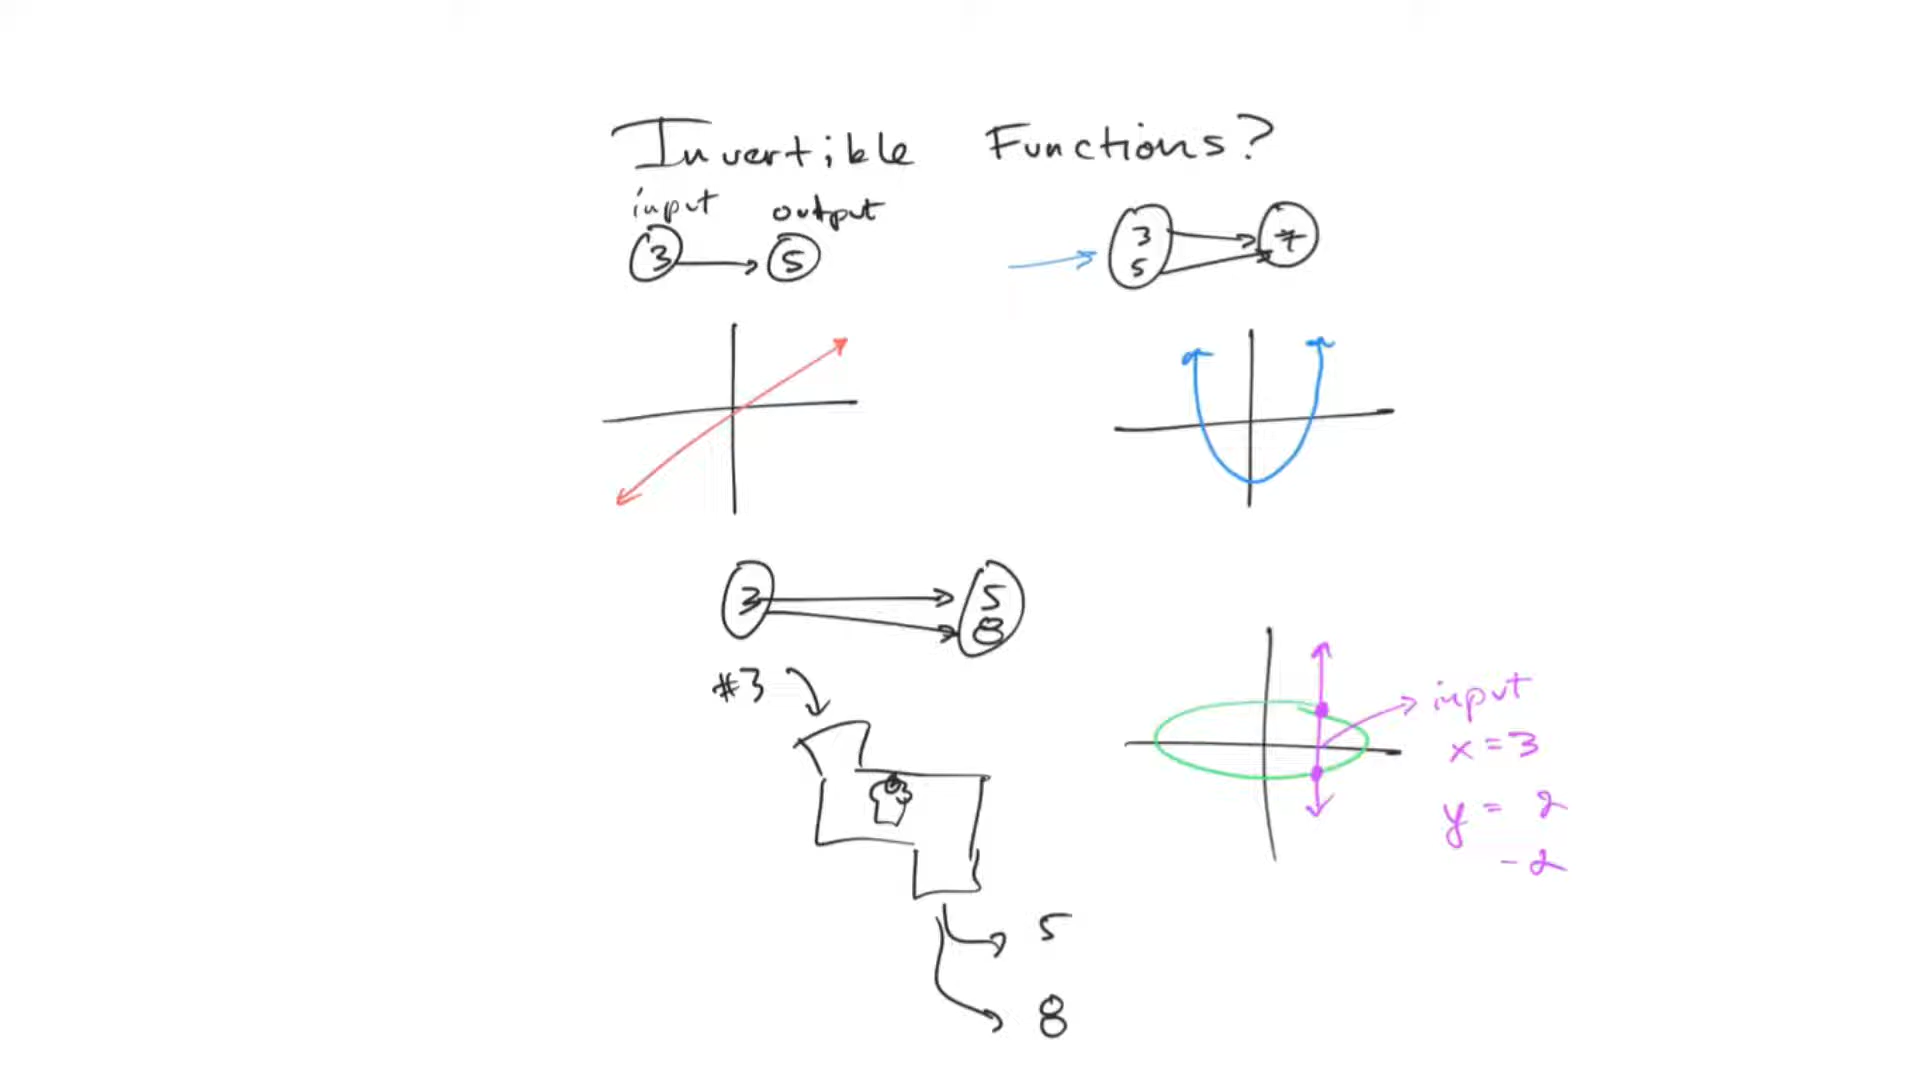 Invertible Functions?
input output
3 5
3 7
5
3 5
8
#3
input
x = 3
y = 2
- 2
5
8